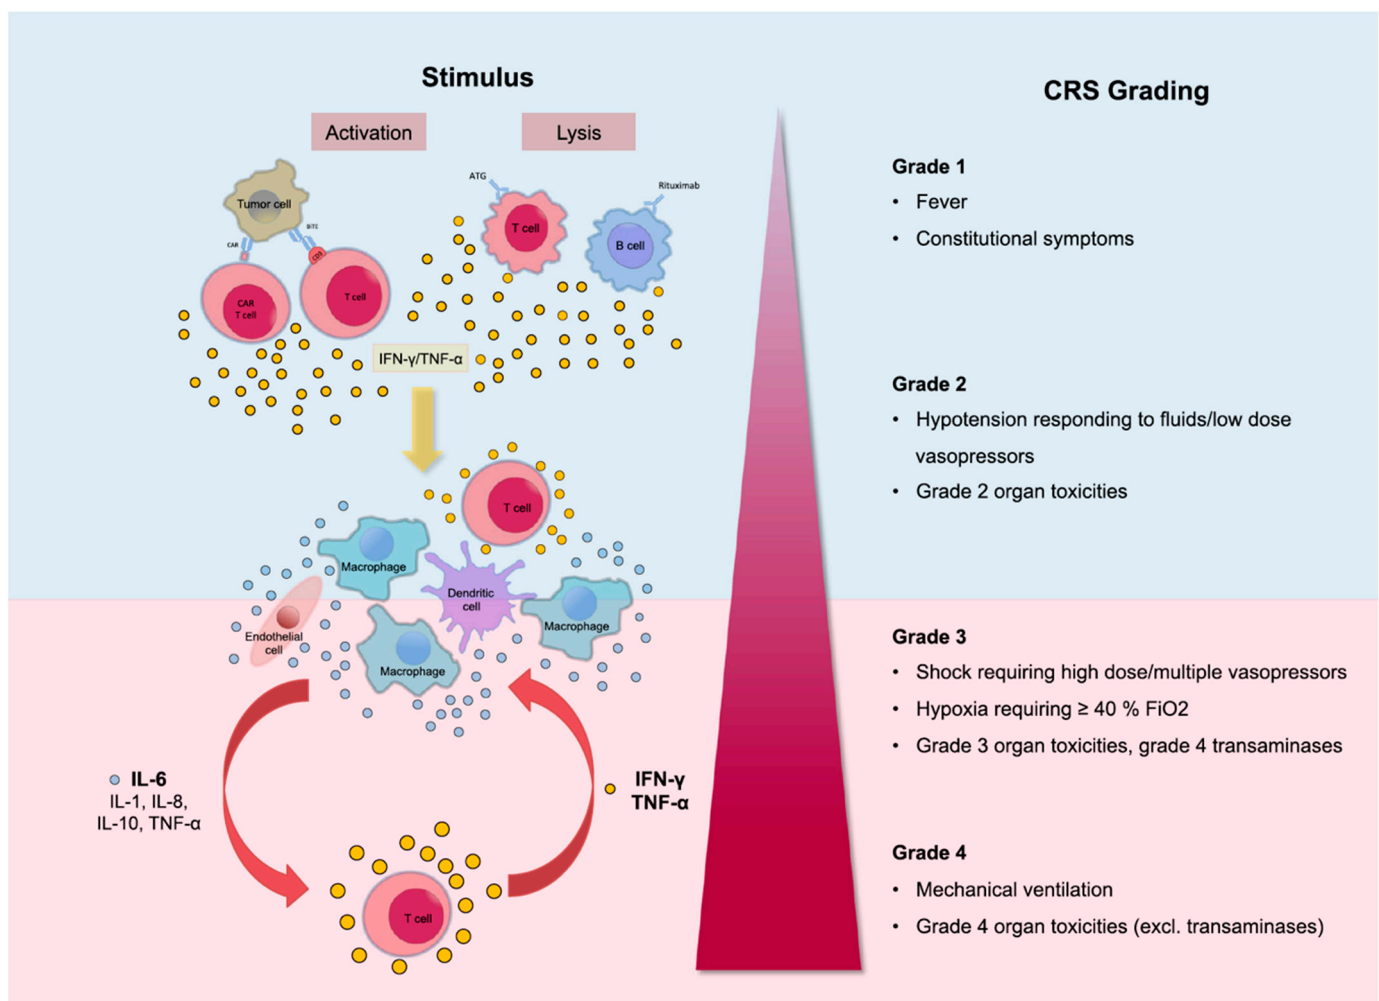 Stimulus
Activation
Lysis
Tumor cell
CAR
BITE
CD3
CAR
T cell
T cell
ATG
T cell
Rituximab
B cell
IFN-γ/TNF-α
T cell
Macrophage
Dendritic
cell
Macrophage
Endothelial
cell
Macrophage
IL-6
IL-1, IL-8,
IL-10, TNF-α
IFN-γ
TNF-α
T cell
CRS Grading
Grade 1
• Fever
• Constitutional symptoms
Grade 2
• Hypotension responding to fluids/low dose
vasopressors
• Grade 2 organ toxicities
Grade 3
• Shock requiring high dose/multiple vasopressors
• Hypoxia requiring ≥ 40 % FiO2
• Grade 3 organ toxicities, grade 4 transaminases
Grade 4
• Mechanical ventilation
• Grade 4 organ toxicities (excl. transaminases)